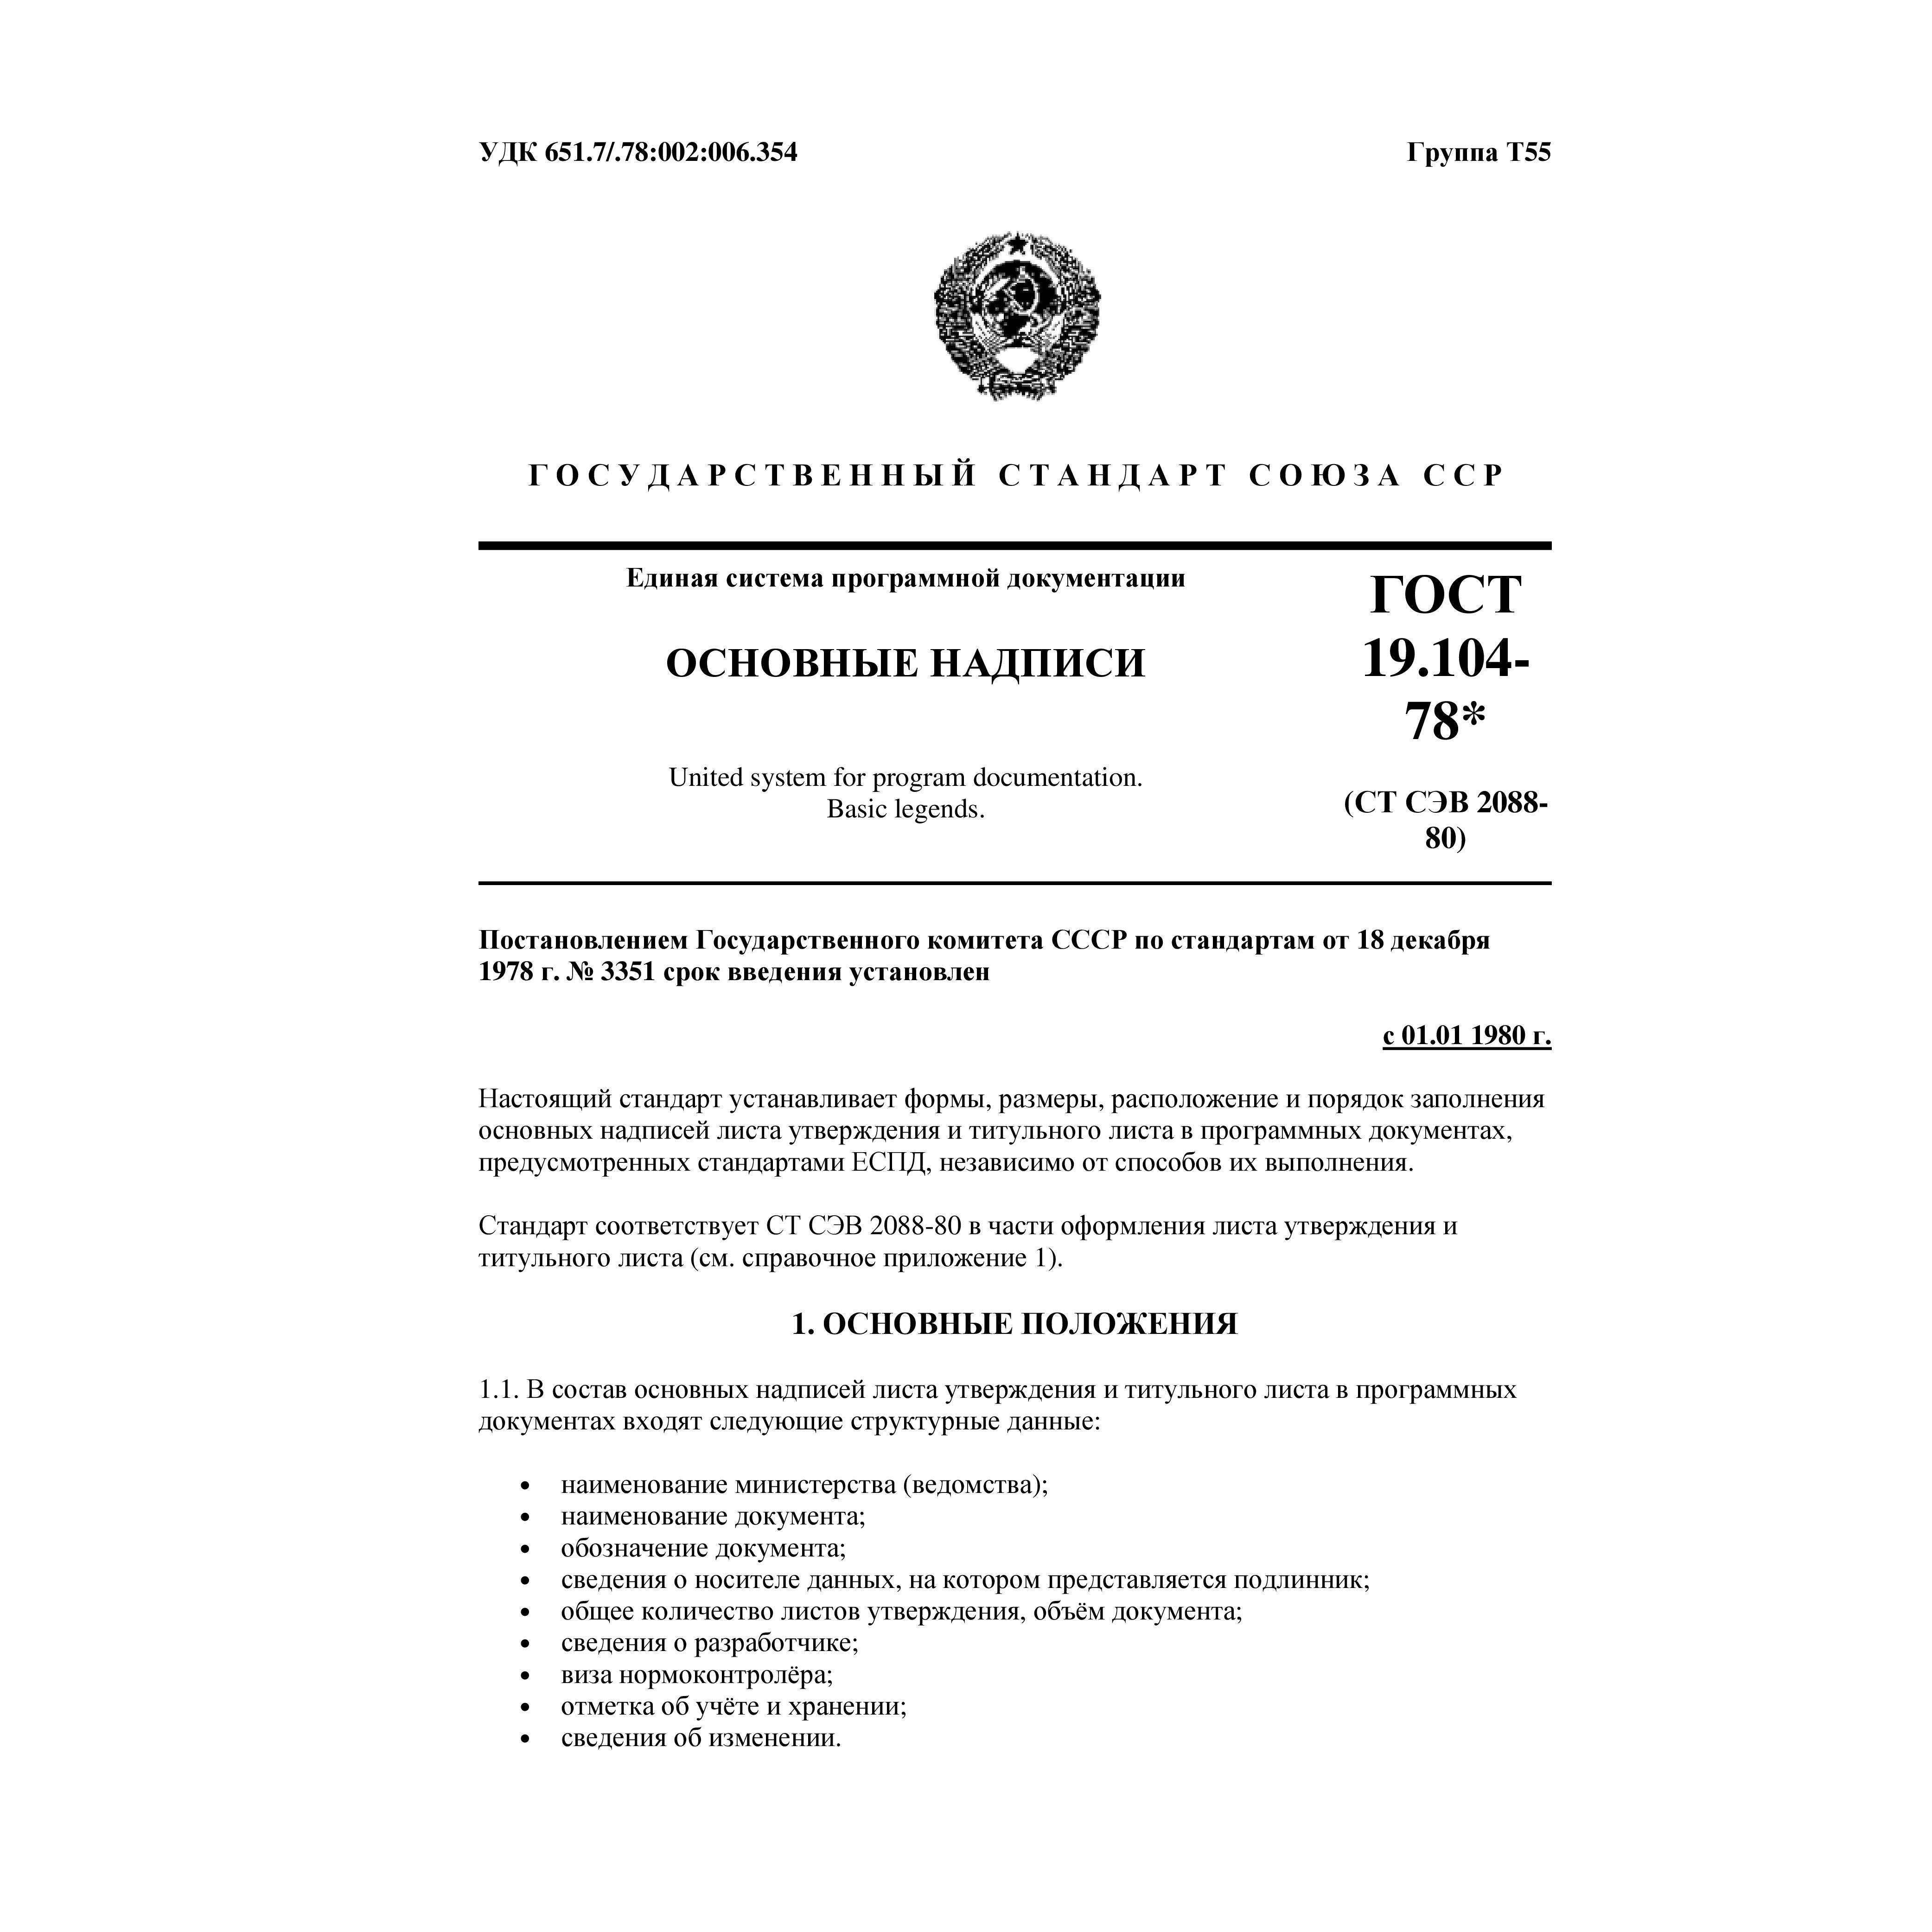 УДК 651.7/.78:002:006.354 Группа Т55
ГОСУДАРСТВЕННЫЙ СТАНДАРТ СОЮЗА ССР
Единая система программной документации
ОСНОВНЫЕ НАДПИСИ
United system for program documentation.
Basic legends.
ГОСТ
19.104-
78*
(СТ СЭВ 2088-
80)
Постановлением Государственного комитета СССР по стандартам от 18 декабря
1978 г. № 3351 срок введения установлен
с 01.01 1980 г.
Настоящий стандарт устанавливает формы, размеры, расположение и порядок заполнения
основных надписей листа утверждения и титульного листа в программных документах,
предусмотренных стандартами ЕСПД, независимо от способов их выполнения.
Стандарт соответствует СТ СЭВ 2088-80 в части оформления листа утверждения и
титульного листа (см. справочное приложение 1).
1. ОСНОВНЫЕ ПОЛОЖЕНИЯ
1.1. В состав основных надписей листа утверждения и титульного листа в программных
документах входят следующие структурные данные:
• наименование министерства (ведомства);
• наименование документа;
• обозначение документа;
• сведения о носителе данных, на котором представляется подлинник;
• общее количество листов утверждения, объём документа;
• сведения о разработчике;
• виза нормоконтролёра;
• отметка об учёте и хранении;
• сведения об изменении.